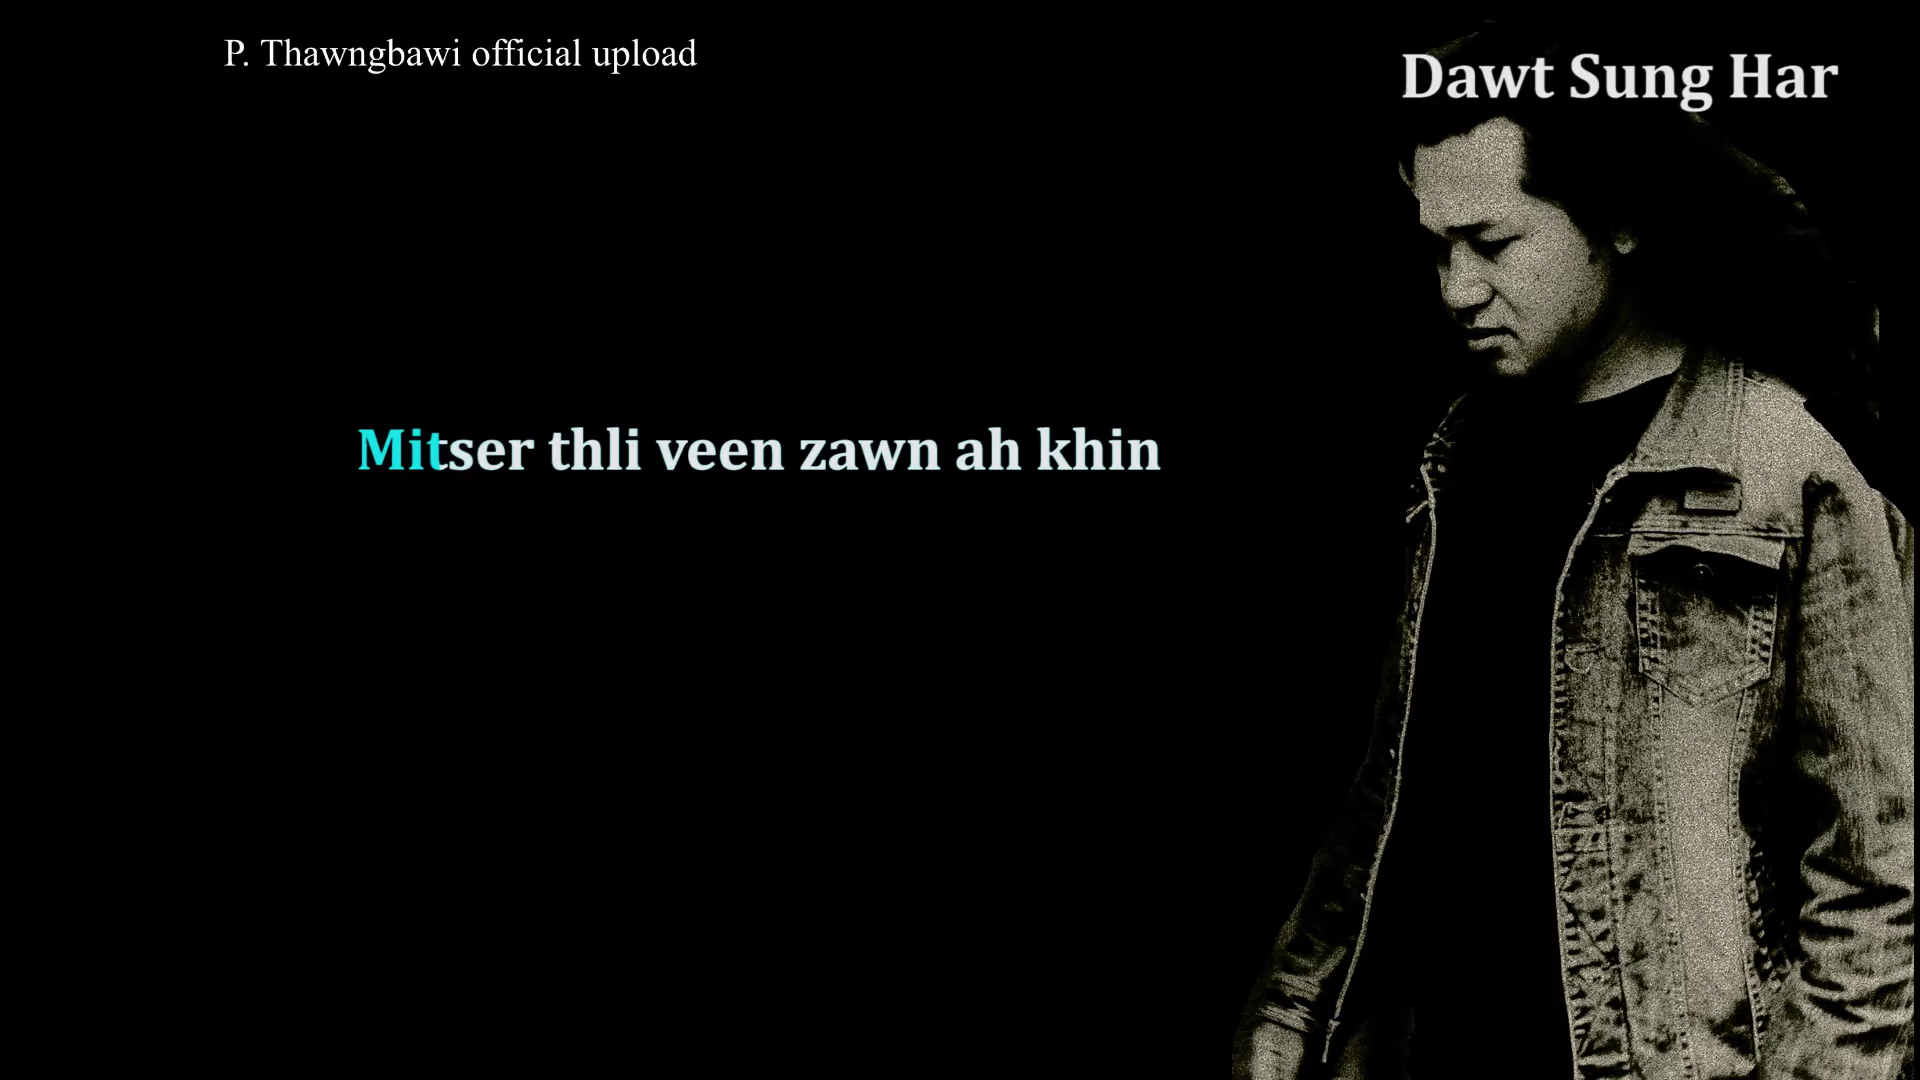 P. Thawngbawi official upload
Dawt Sung Har
Mitser thli veen zawn ah khin